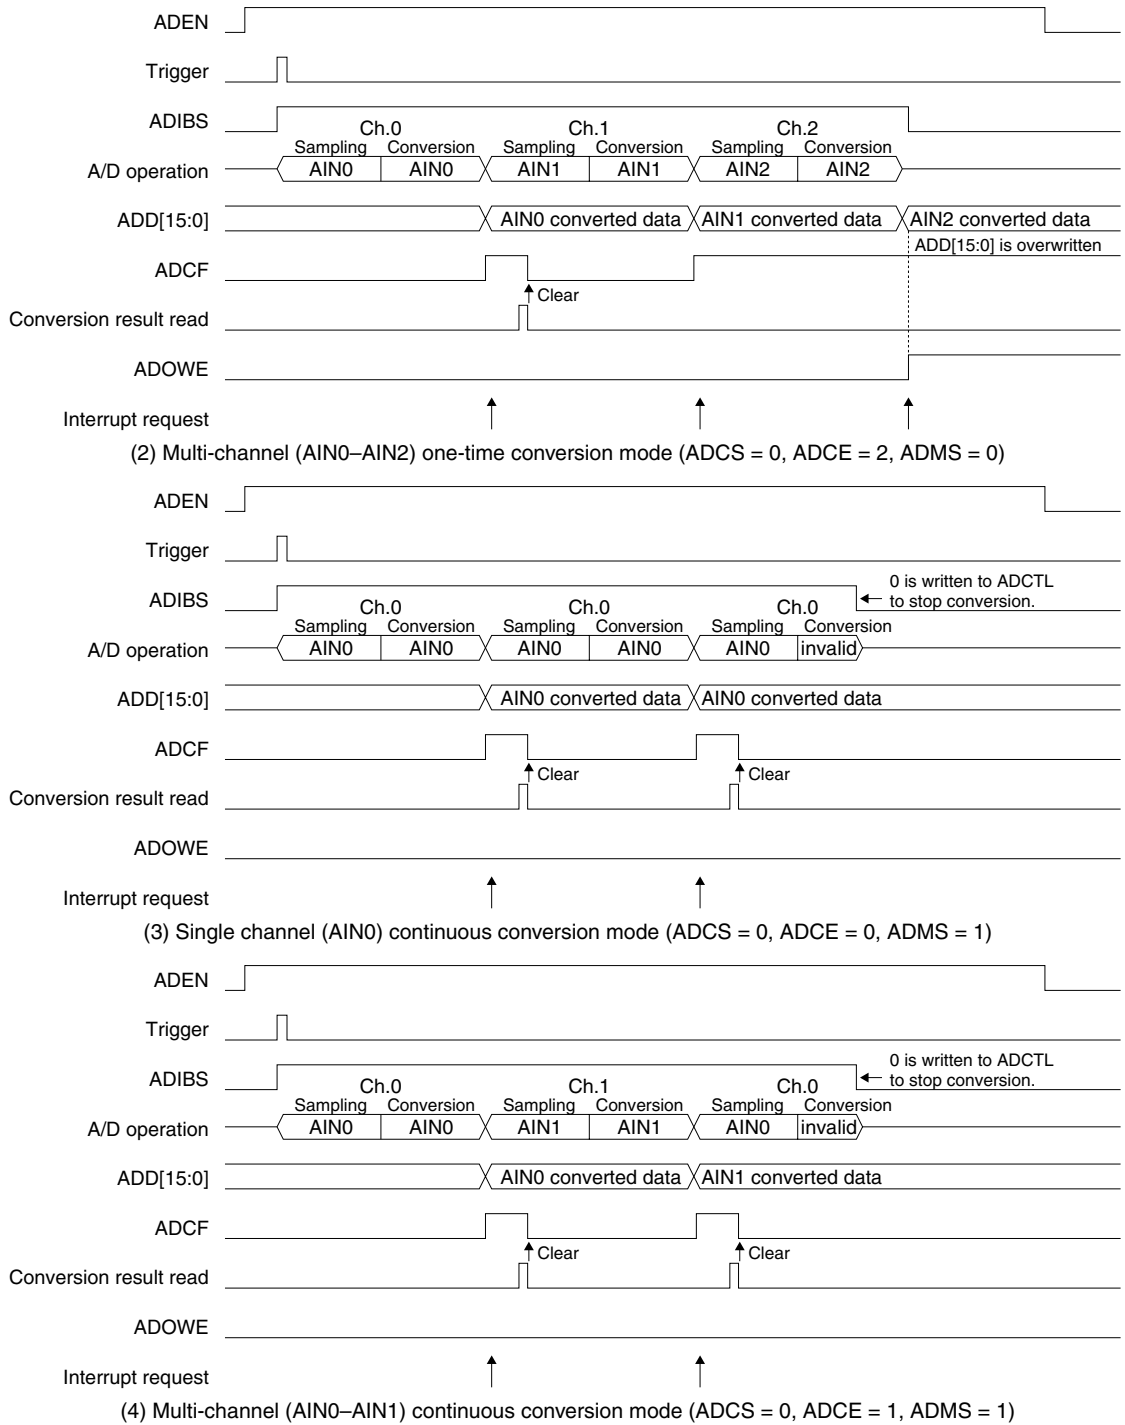 ADEN
Trigger
ADIBS
Ch.0 Ch.1 Ch.2
Sampling Conversion Sampling Conversion Sampling Conversion
A/D operation AIN0 AIN0 AIN1 AIN1 AIN2 AIN2
ADD[15:0] AIN0 converted data AIN1 converted data AIN2 converted data
ADD[15:0] is overwritten
ADCF
Clear
Conversion result read
ADOWE
Interrupt request
(2) Multi-channel (AIN0–AIN2) one-time conversion mode (ADCS = 0, ADCE = 2, ADMS = 0)
ADEN
Trigger
0 is written to ADCTL
ADIBS to stop conversion.
Ch.0 Ch.0 Ch.0
Sampling Conversion Sampling Conversion Sampling Conversion
A/D operation AIN0 AIN0 AIN0 AIN0 AIN0 invalid
ADD[15:0] AIN0 converted data AIN0 converted data
ADCF
Clear Clear
Conversion result read
ADOWE
Interrupt request
(3) Single channel (AIN0) continuous conversion mode (ADCS = 0, ADCE = 0, ADMS = 1)
ADEN
Trigger
0 is written to ADCTL
ADIBS to stop conversion.
Ch.0 Ch.1 Ch.0
Sampling Conversion Sampling Conversion Sampling Conversion
A/D operation AIN0 AIN0 AIN1 AIN1 AIN0 invalid
ADD[15:0] AIN0 converted data AIN1 converted data
ADCF
Clear Clear
Conversion result read
ADOWE
Interrupt request
(4) Multi-channel (AIN0–AIN1) continuous conversion mode (ADCS = 0, ADCE = 1, ADMS = 1)